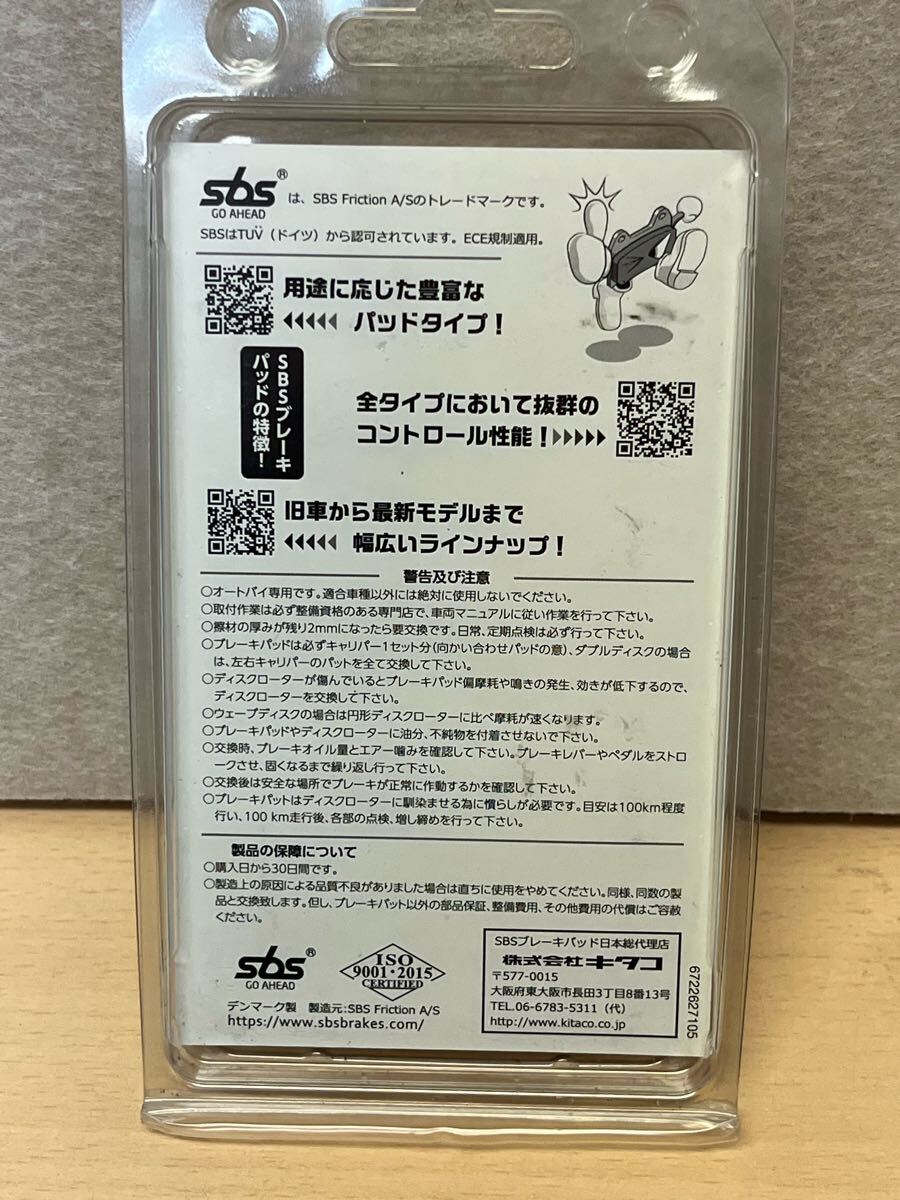 sbs® は、SBS Friction A/Sのトレードマークです。
GO AHEAD
SBSはTÜV（ドイツ）から認可されています。ECE規制適用。
用途に応じた豊富な
パッドタイプ！
SBSブレーキ
パッドの特徴！
全タイプにおいて抜群の
コントロール性能！
旧車から最新モデルまで
幅広いラインナップ！
警告及び注意
○オートバイ専用です。適合車種以外には絶対に使用しないでください。
○取付作業は必ず整備資格のある専門店で、車両マニュアルに従い作業を行って下さい。
○擦材の厚みが残り2mmになったら要交換です。日常、定期点検は必ず行って下さい。
○ブレーキパッドは必ずキャリパー1セット分（向かい合わせパッドの意）、ダブルディスクの場合
は、左右キャリパーのパットを全て交換して下さい。
○ディスクローターが傷んでいるとブレーキパッド偏摩耗や鳴きの発生、効きが低下するので、
ディスクローターを交換して下さい。
○ウェーブディスクの場合は円形ディスクローターに比べ摩耗が速くなります。
○ブレーキパッドやディスクローターに油分、不純物を付着させないで下さい。
○交換時、ブレーキオイル量とエアー噛みを確認して下さい。ブレーキレバーやペダルをストロ
ークさせ、固くなるまで繰り返し行って下さい。
○交換後は安全な場所でブレーキが正常に作動するかを確認して下さい。
○ブレーキパットはディスクローターに馴染ませる為に慣らしが必要です。目安は100km程度
行い、100 km走行後、各部の点検、増し締めを行って下さい。
製品の保障について
○購入日から30日間です。
○製造上の原因による品質不良がありました場合は直ちに使用をやめてください。同様、同数の製
品と交換致します。但し、ブレーキパット以外の部品保証、整備費用、その他費用の代償はご容赦
ください。
sbs®
GO AHEAD
ISO
9001・2015
CERTIFIED
デンマーク製 製造元:SBS Friction A/S
https://www.sbsbrakes.com/
SBSブレーキパッド日本総代理店
株式会社キタコ
〒577-0015
大阪府東大阪市長田3丁目8番13号
TEL.06-6783-5311（代）
http://www.kitaco.co.jp
6722627105